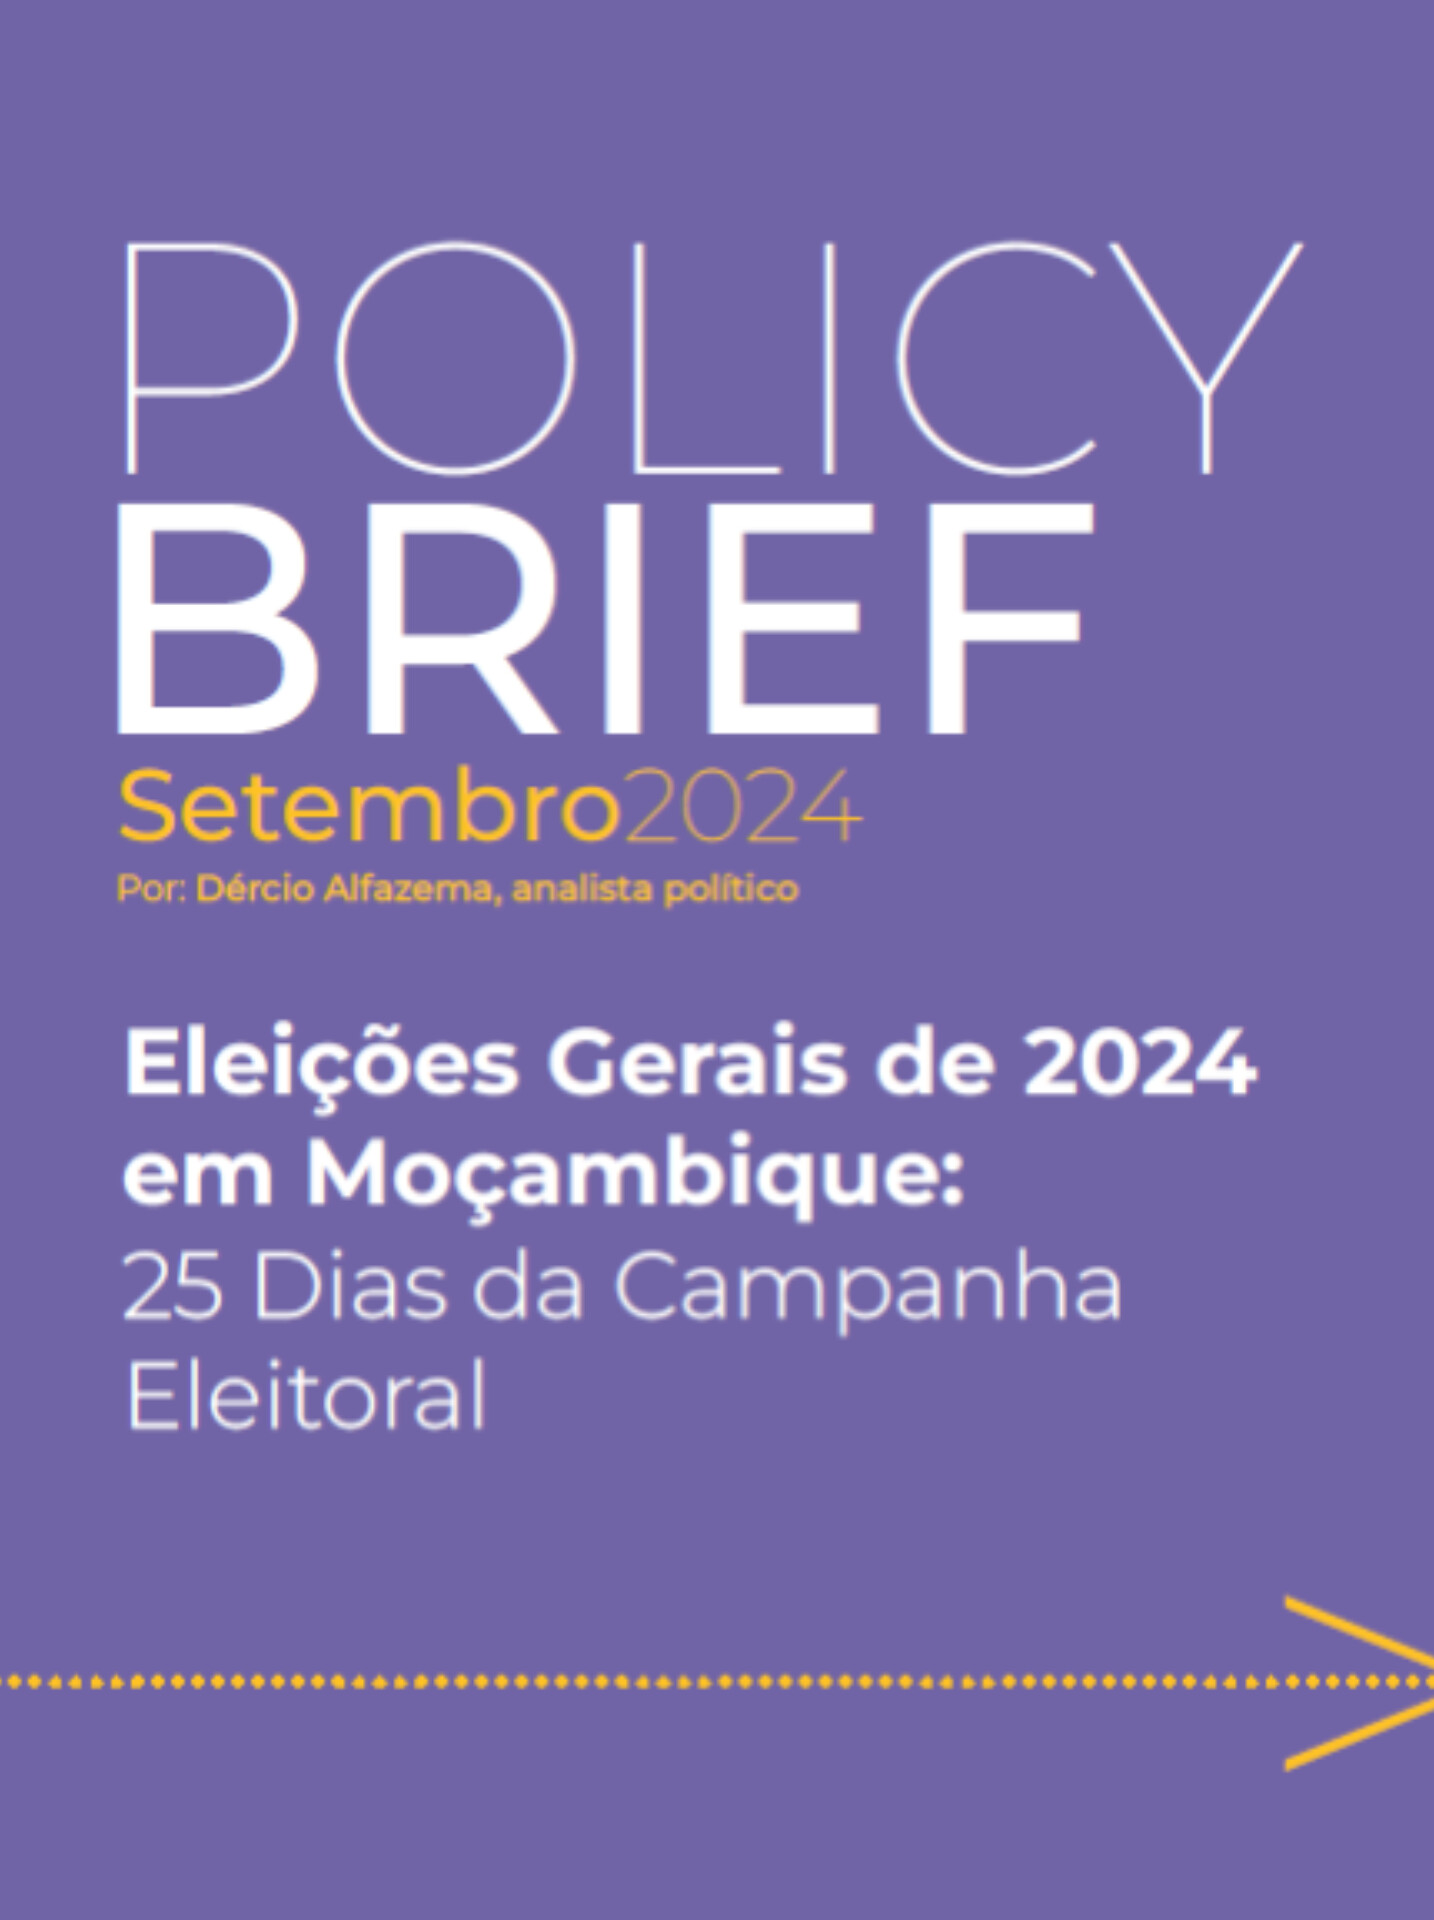 POLICY
BRIEF
Setembro2024
Por: Dércio Alfazema, analista político
Eleições Gerais de 2024
em Moçambique:
25 Dias da Campanha
Eleitoral